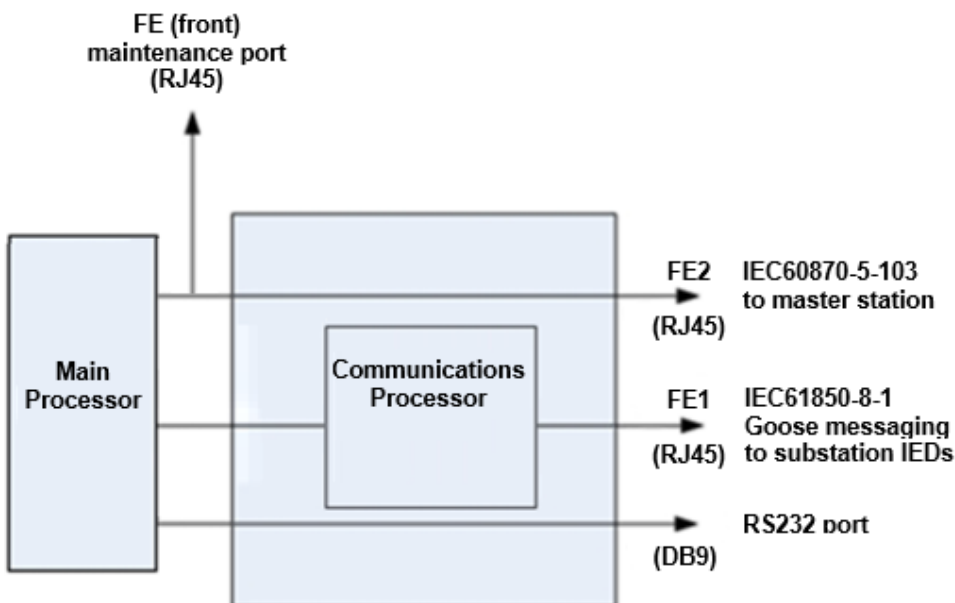 FE (front)
maintenance port
(RJ45)
FE2
(RJ45)
IEC60870-5-103
to master station
Main
Processor
Communications
Processor
FE1
(RJ45)
IEC61850-8-1
Goose messaging
to substation IEDs
RS232 port
(DB9)